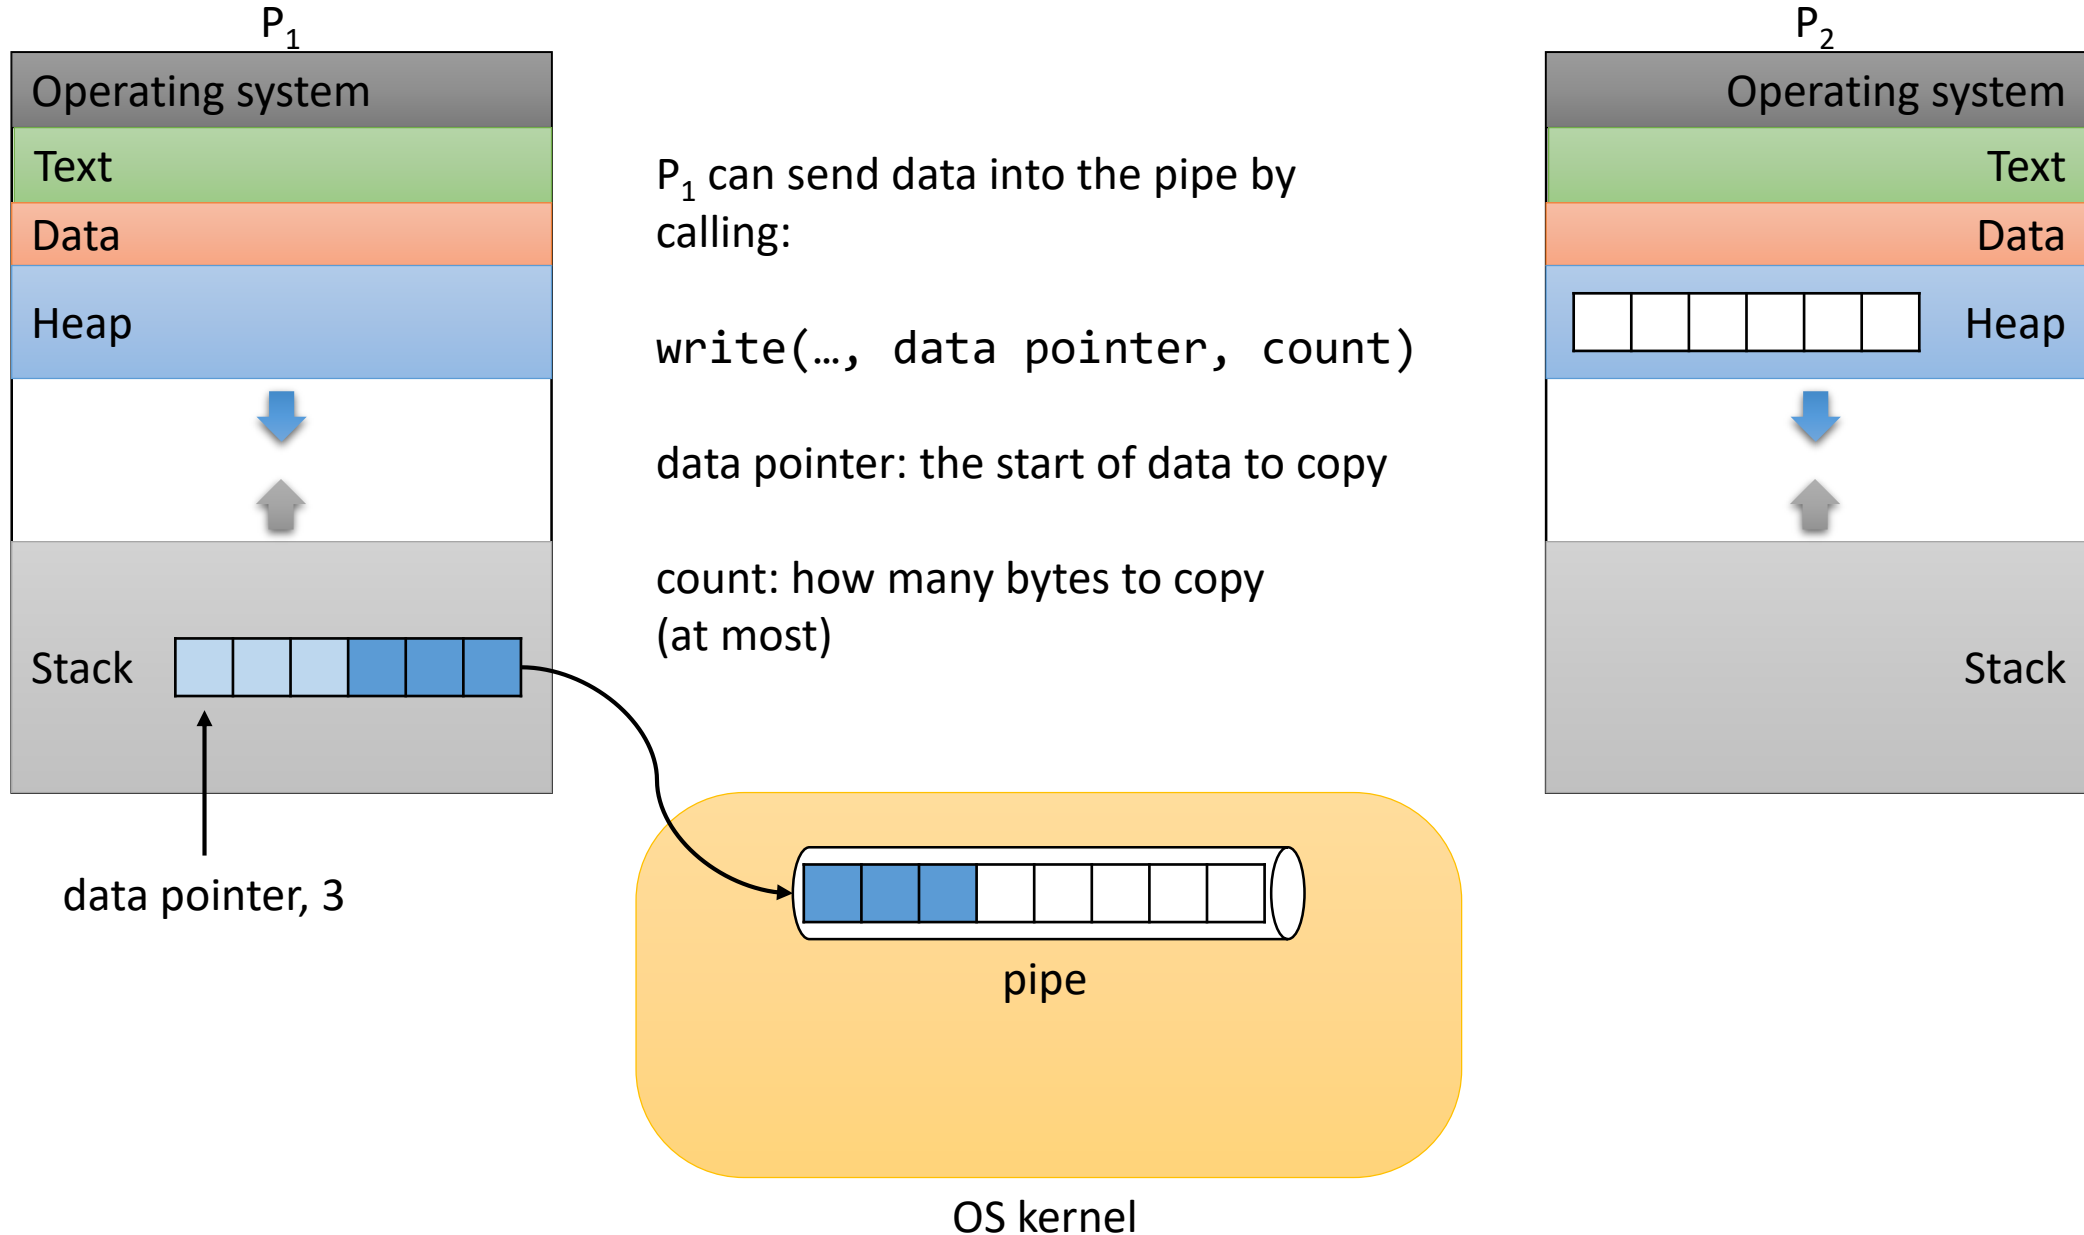 P₁
Operating system
Text
Data
Heap
Stack
data pointer, 3
P₁ can send data into the pipe by
calling:
write(…, data pointer, count)
data pointer: the start of data to copy
count: how many bytes to copy
(at most)
pipe
OS kernel
P₂
Operating system
Text
Data
Heap
Stack